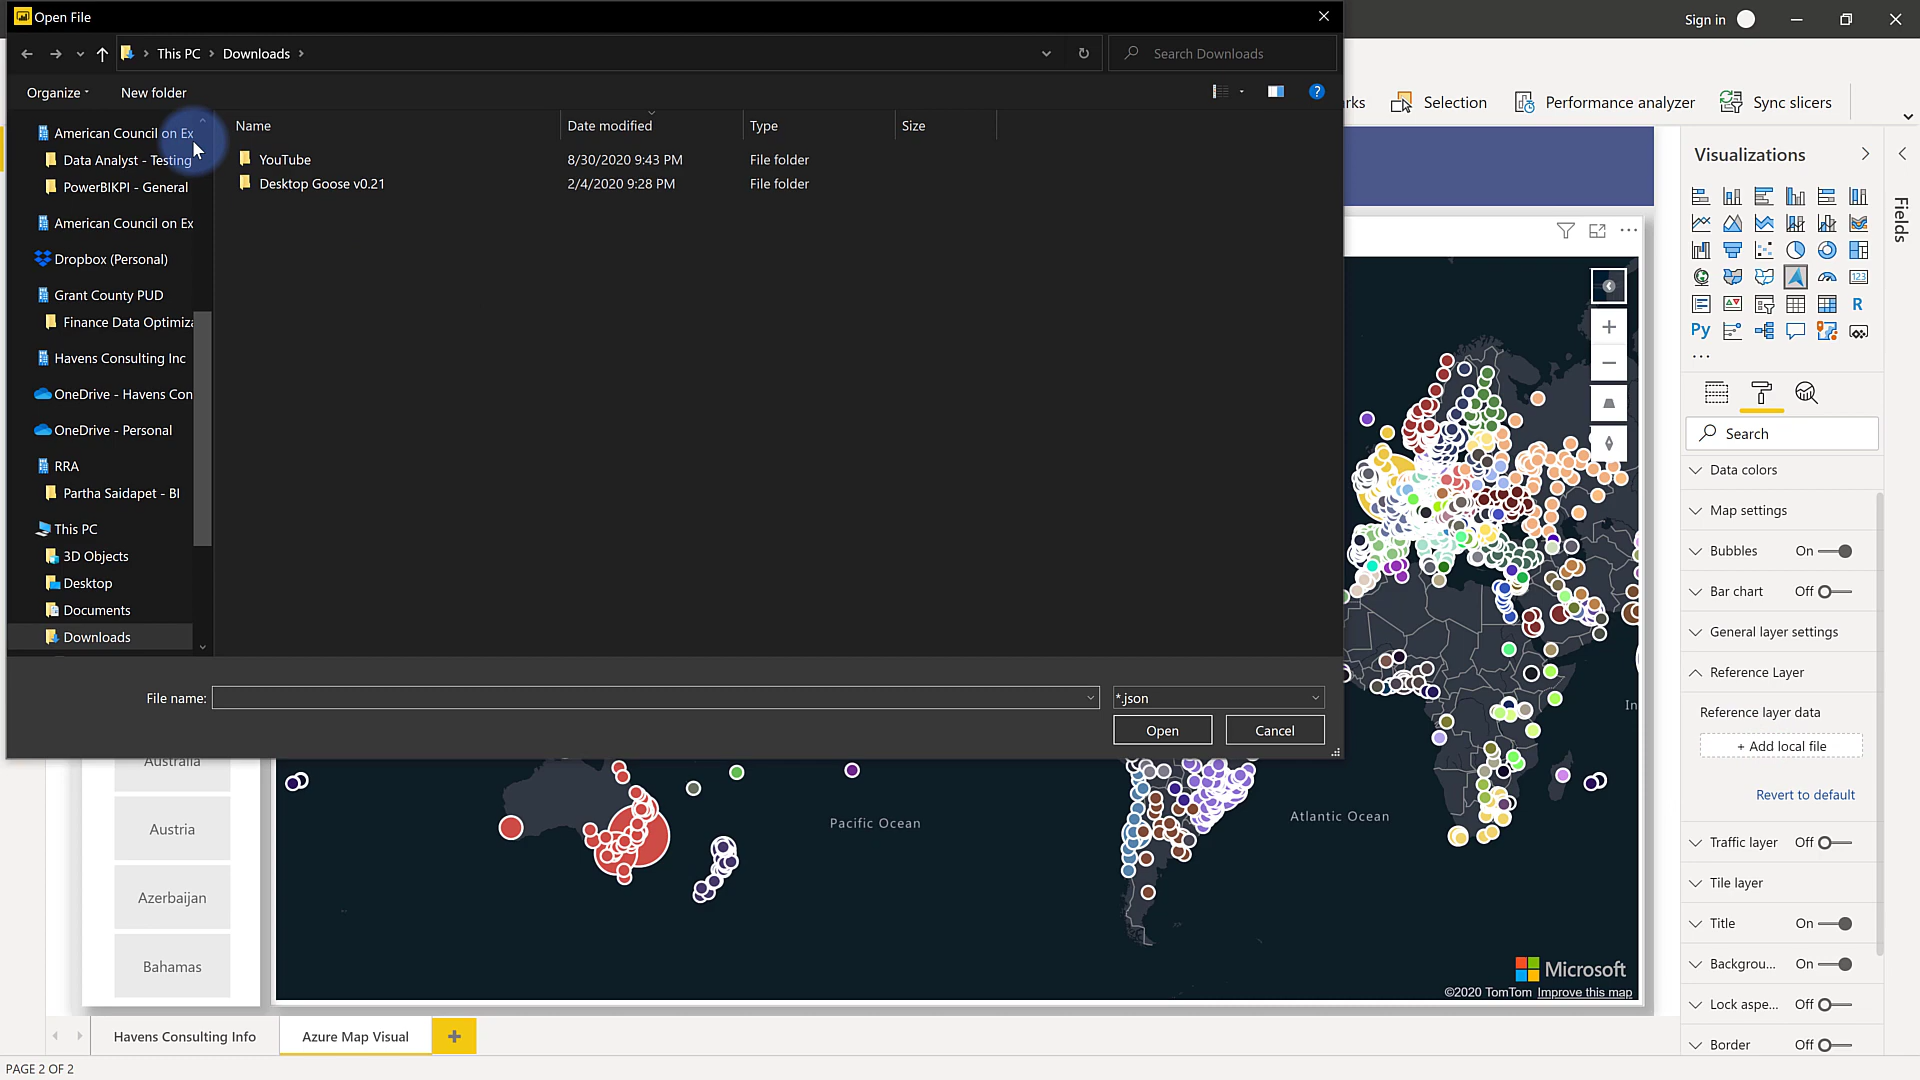 Open File
Sign in
This PC
Downloads
Search Downloads
Organize
New folder
rks
Selection
Performance analyzer
Sync slicers
Name
Date modified
Type
Size
YouTube
8/30/2020 9:43 PM
File folder
Desktop Goose v0.21
2/4/2020 9:28 PM
File folder
American Council on Ex
Data Analyst - Testing
PowerBIKPI - General
American Council on Ex
Dropbox (Personal)
Grant County PUD
Finance Data Optimiza
Havens Consulting Inc
OneDrive - Havens Con
OneDrive - Personal
RRA
Partha Saidapet - BI
This PC
3D Objects
Desktop
Documents
Downloads
File name:
*.json
Open
Cancel
Visualizations
Fields
123
R
Py
Search
Data colors
Map settings
Bubbles On
Bar chart Off
General layer settings
Reference Layer
Reference layer data
+ Add local file
Revert to default
Traffic layer Off
Tile layer
Title On
Backgrou... On
Lock aspe... Off
Border Off
Australia
Austria
Azerbaijan
Bahamas
Pacific Ocean
Atlantic Ocean
In
Microsoft
©2020 TomTom Improve this map
Havens Consulting Info
Azure Map Visual
PAGE 2 OF 2